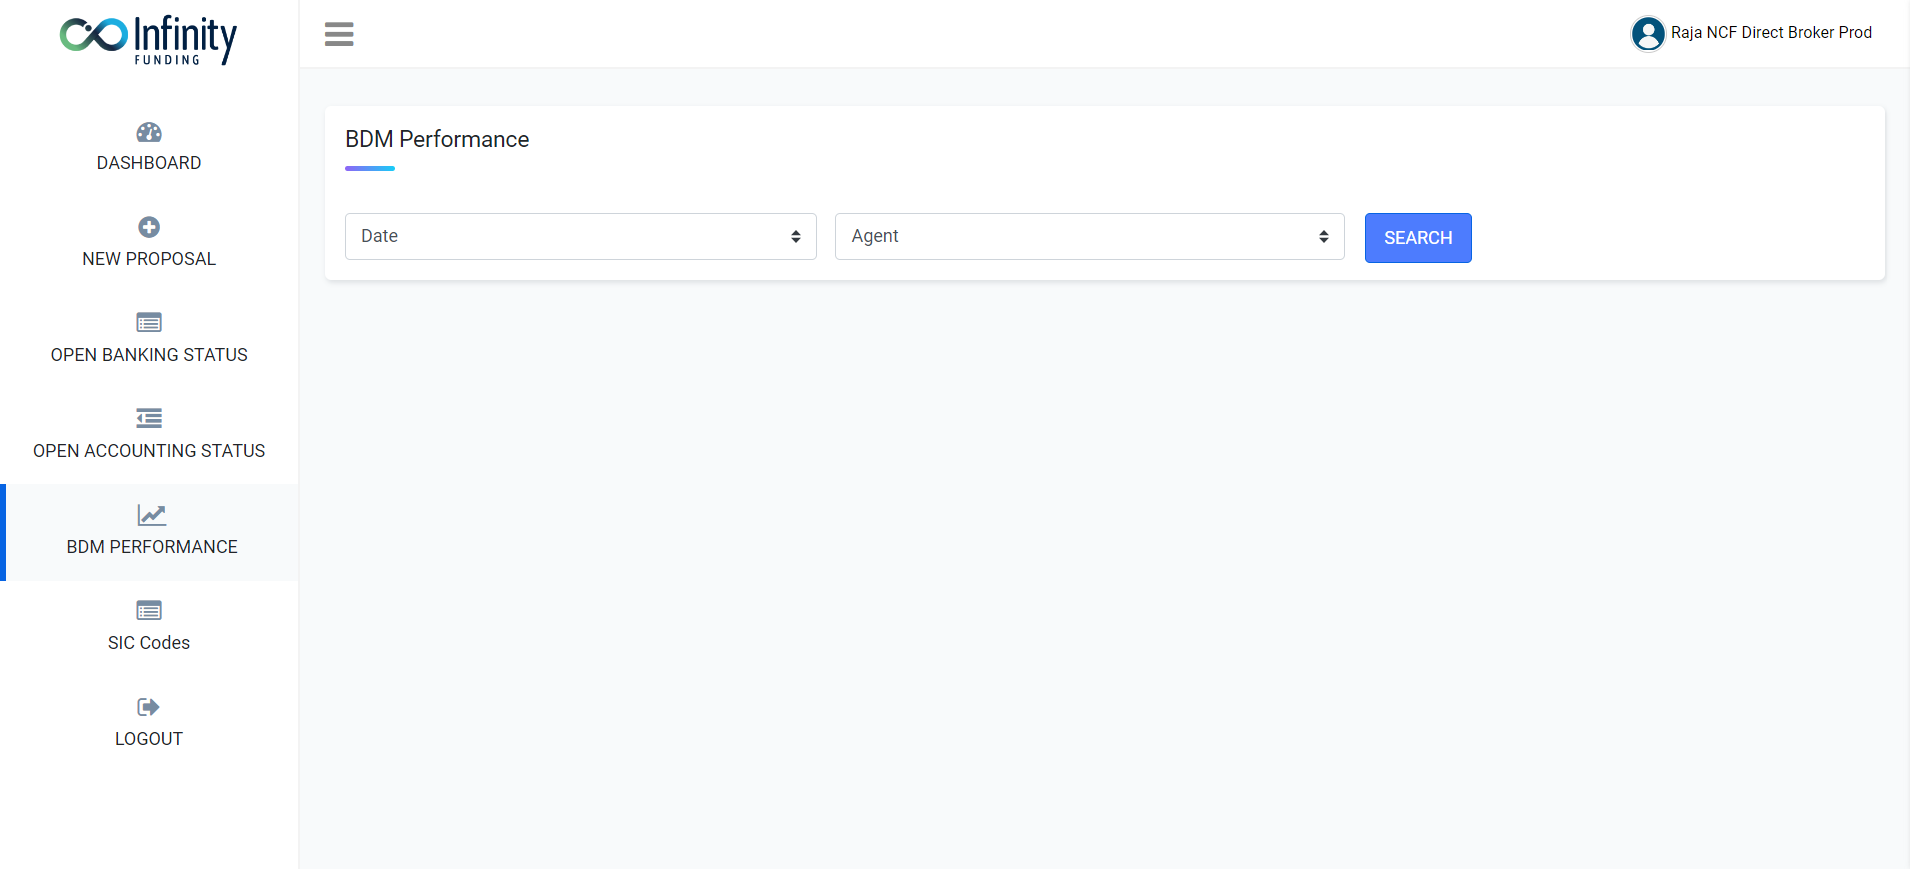 Infinity
FUNDING
Raja NCF Direct Broker Prod
DASHBOARD
NEW PROPOSAL
OPEN BANKING STATUS
OPEN ACCOUNTING STATUS
BDM PERFORMANCE
SIC Codes
LOGOUT
BDM Performance
Date
Agent
SEARCH